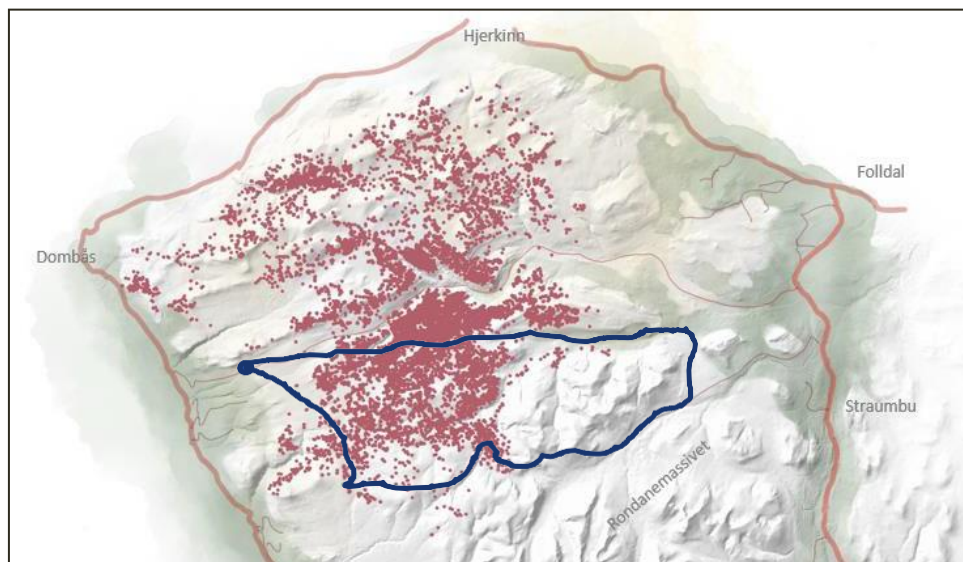 Hjerkinn
Folldal
Dombås
Straumbu
Rondanemassivet